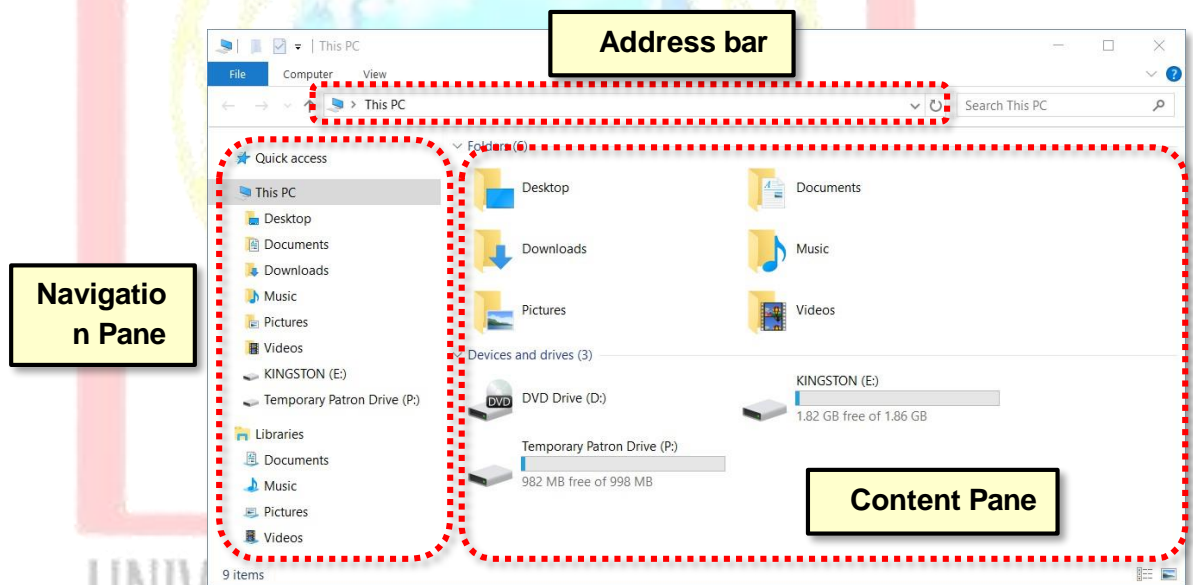 Address bar
This PC
File Computer View
This PC
Search This PC
Quick access
This PC
Desktop
Documents
Downloads
Music
Pictures
Videos
KINGSTON (E:)
Temporary Patron Drive (P:)
Libraries
Documents
Music
Pictures
Videos
Navigatio
n Pane
Folders (6)
Desktop
Documents
Downloads
Music
Pictures
Videos
Devices and drives (3)
DVD
DVD Drive (D:)
KINGSTON (E:)
1.82 GB free of 1.86 GB
Temporary Patron Drive (P:)
982 MB free of 998 MB
Content Pane
9 items